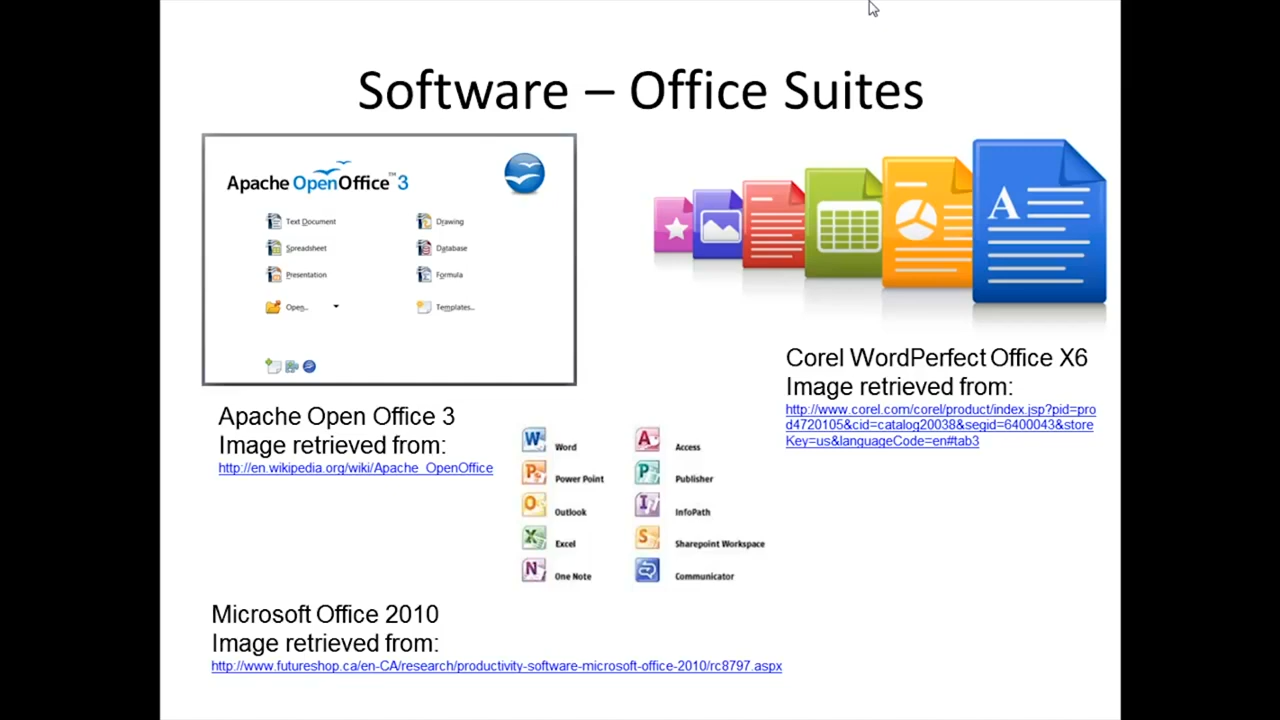 Software – Office Suites
Apache OpenOffice™ 3
Text Document
Drawing
Spreadsheet
Database
Presentation
Formula
Open...
Templates...
A
Corel WordPerfect Office X6
Image retrieved from:
http://www.corel.com/corel/product/index.jsp?pid=pro
d4720105&cid=catalog20038&segid=6400043&store
Key=us&languageCode=en#tab3
Apache Open Office 3
Image retrieved from:
http://en.wikipedia.org/wiki/Apache_OpenOffice
W Word
A Access
P Power Point
P Publisher
O Outlook
I InfoPath
X Excel
S Sharepoint Workspace
N One Note
Communicator
Microsoft Office 2010
Image retrieved from:
http://www.futureshop.ca/en-CA/research/productivity-software-microsoft-office-2010/rc8797.aspx